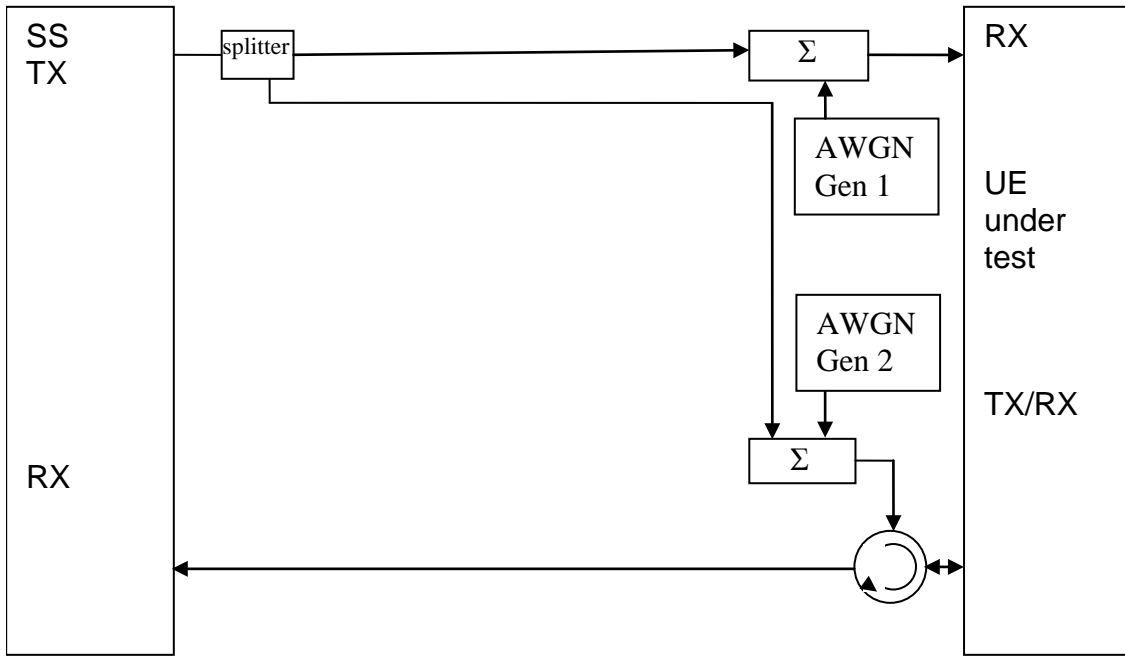 SS
TX
splitter
Σ
RX
AWGN
Gen 1
UE
under
test
AWGN
Gen 2
TX/RX
Σ
RX